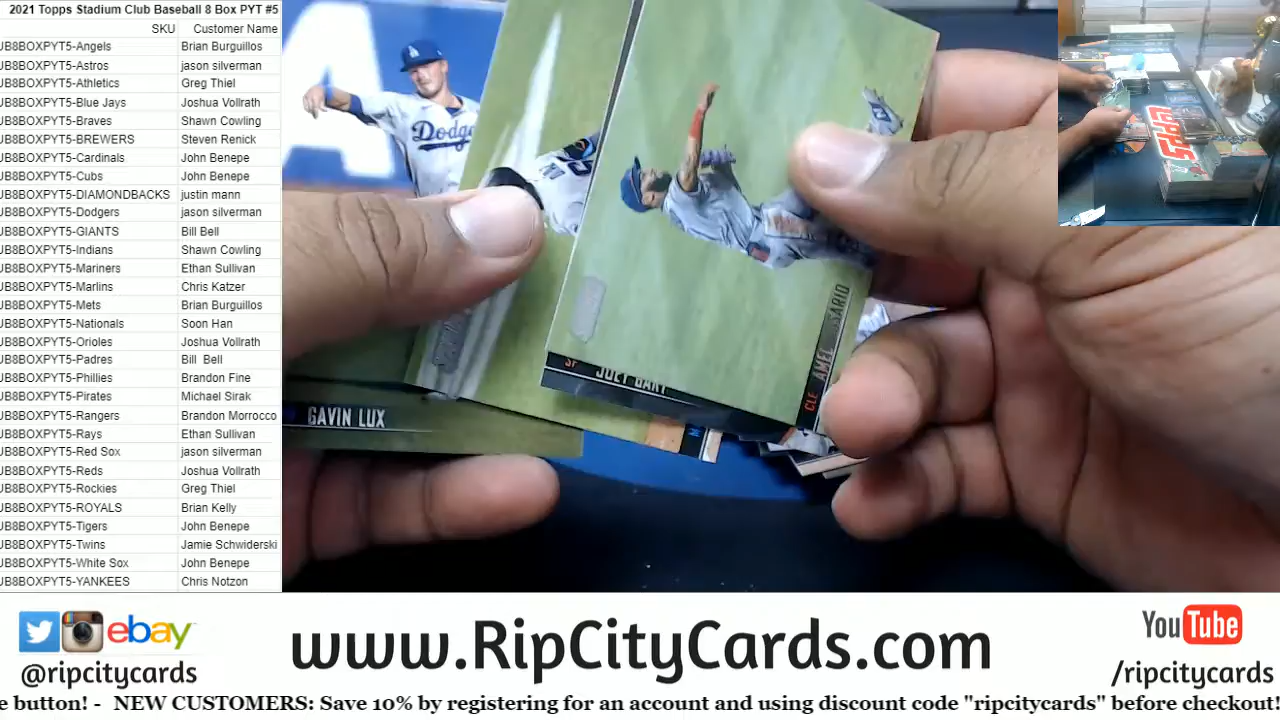 2021 Topps Stadium Club Baseball 8 Box PYT #5
SKU Customer Name
JB8BOXPYT5-Angels Brian Burguillos
JB8BOXPYT5-Astros jason silverman
JB8BOXPYT5-Athletics Greg Thiel
JB8BOXPYT5-Blue Jays Joshua Vollrath
JB8BOXPYT5-Braves Shawn Cowling
JB8BOXPYT5-BREWERS Steven Renick
JB8BOXPYT5-Cardinals John Benepe
JB8BOXPYT5-Cubs John Benepe
JB8BOXPYT5-DIAMONDBACKS justin mann
JB8BOXPYT5-Dodgers jason silverman
JB8BOXPYT5-GIANTS Bill Bell
JB8BOXPYT5-Indians Shawn Cowling
JB8BOXPYT5-Mariners Ethan Sullivan
JB8BOXPYT5-Marlins Chris Katzer
JB8BOXPYT5-Mets Brian Burguillos
JB8BOXPYT5-Nationals Soon Han
JB8BOXPYT5-Orioles Joshua Vollrath
JB8BOXPYT5-Padres Bill Bell
JB8BOXPYT5-Phillies Brandon Fine
JB8BOXPYT5-Pirates Michael Sirak
JB8BOXPYT5-Rangers Brandon Morrocco
JB8BOXPYT5-Rays Ethan Sullivan
JB8BOXPYT5-Red Sox jason silverman
JB8BOXPYT5-Reds Joshua Vollrath
JB8BOXPYT5-Rockies Greg Thiel
JB8BOXPYT5-ROYALS Brian Kelly
JB8BOXPYT5-Tigers John Benepe
JB8BOXPYT5-Twins Jamie Schwiderski
JB8BOXPYT5-White Sox John Benepe
JB8BOXPYT5-YANKEES Chris Notzon
A
Dodge
GAVIN LUX
SF JOEY BART
CLE AMED SARIO
TOPPS
ebay
@ripcitycards
www.RipCityCards.com
YouTube
/ripcitycards
e button! - NEW CUSTOMERS: Save 10% by registering for an account and using discount code "ripcitycards" before checkout!